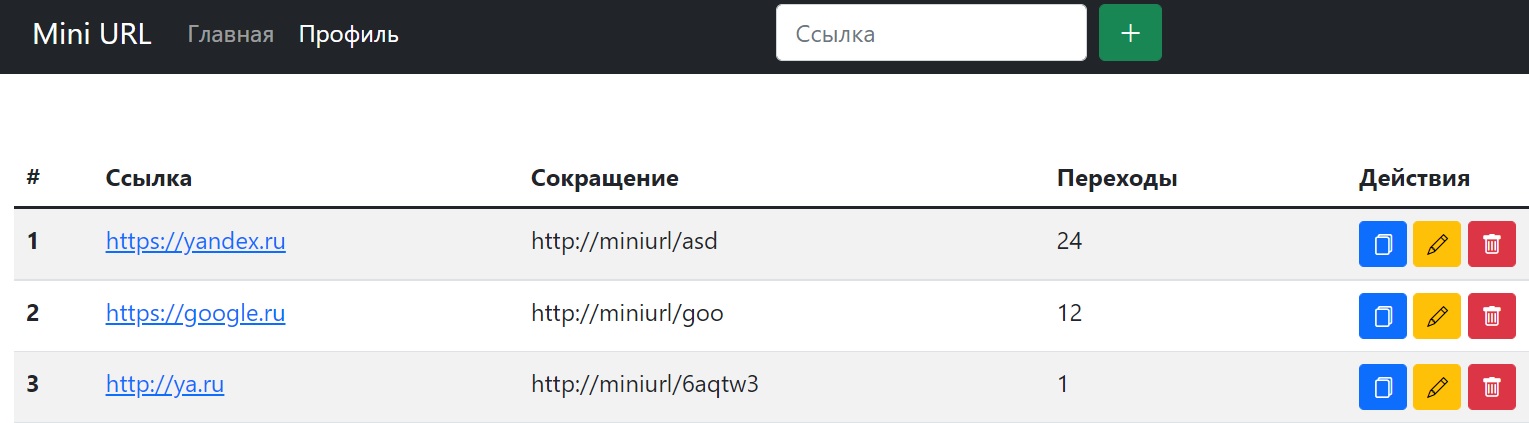 Mini URL Главная Профиль Ссылка +
# Ссылка Сокращение Переходы Действия
1 https://yandex.ru http://miniurl/asd 24
2 https://google.ru http://miniurl/goo 12
3 http://ya.ru http://miniurl/6aqtw3 1